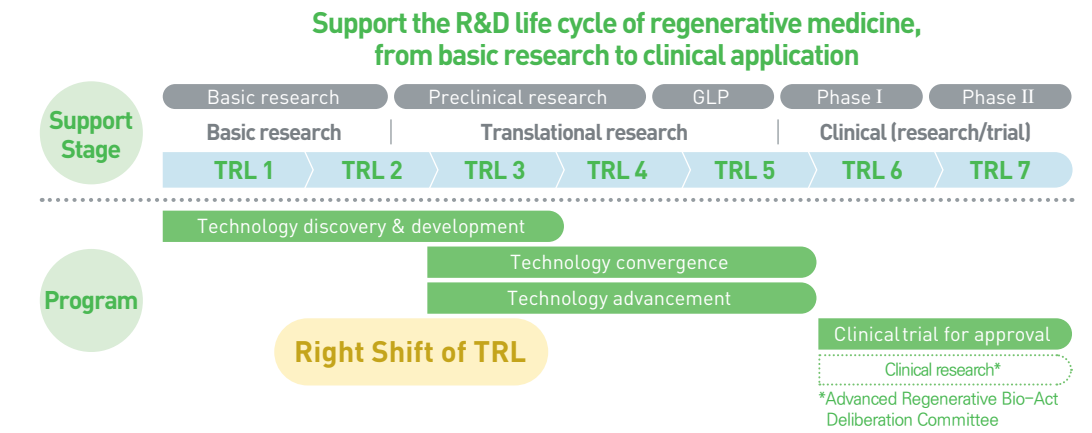 Support the R&D life cycle of regenerative medicine,
from basic research to clinical application
Support
Stage
Basic research Preclinical research GLP Phase I Phase II
Basic research Translational research Clinical (research/trial)
TRL 1 TRL 2 TRL 3 TRL 4 TRL 5 TRL 6 TRL 7
Program
Technology discovery & development
Technology convergence
Technology advancement
Right Shift of TRL
Clinical trial for approval
Clinical research*
*Advanced Regenerative Bio-Act
Deliberation Committee